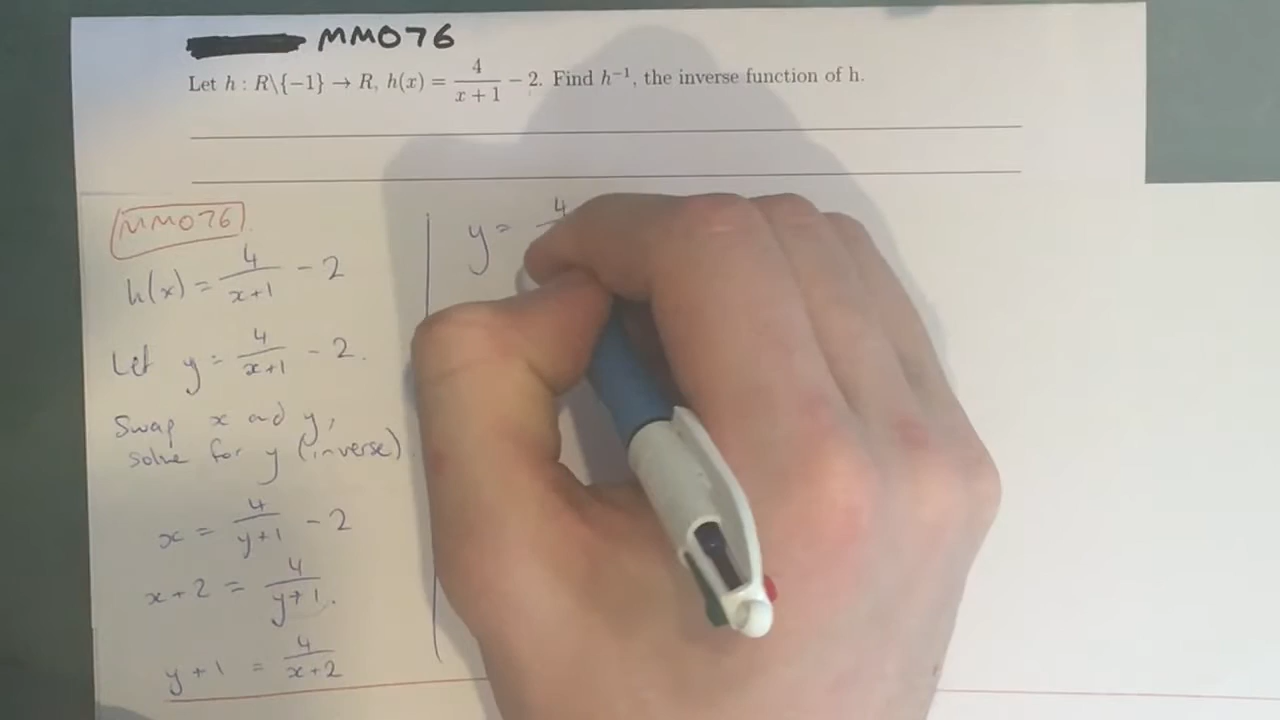 MM076
Let h : R\{−1} → R, h(x) = 4/(x + 1) − 2. Find h⁻¹, the inverse function of h.
MM076
h(x) = 4/(x+1) − 2
Let y = 4/(x+1) − 2.
Swap x and y,
solve for y (inverse)
x = 4/(y+1) − 2
x+2 = 4/(y+1).
y+1 = 4/(x+2)
y = 4